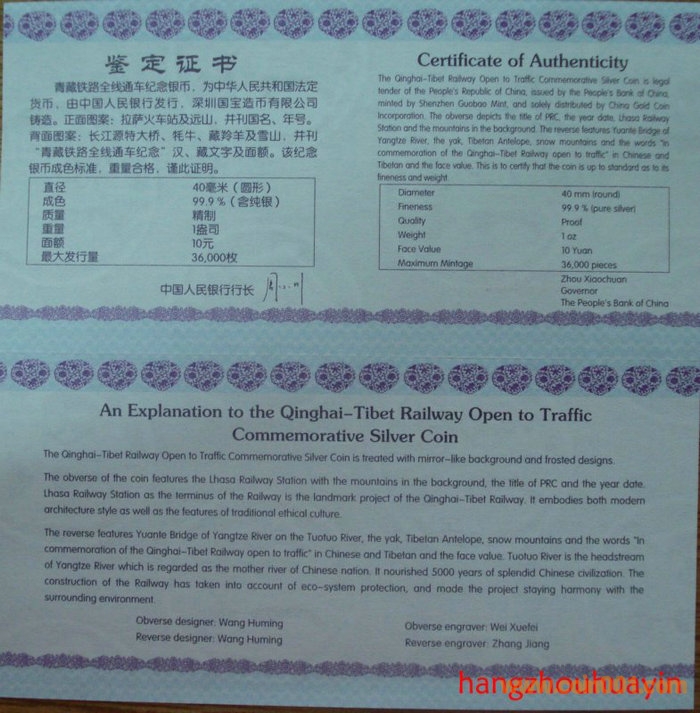 鉴定证书
青藏铁路全线通车纪念银币，为中华人民共和国法定
货币，由中国人民银行发行，深圳国宝造币有限公司
铸造。正面图案：拉萨火车站及远山，并刊国名、年号。
背面图案：长江源特大桥、牦牛、藏羚羊及雪山，并刊
“青藏铁路全线通车纪念”汉、藏文字及面额。该纪念
银币成色标准，重量合格，谨此证明。
直径 40毫米（圆形）
成色 99.9％（含纯银）
质量 精制
重量 1盎司
面额 10元
最大发行量 36,000枚
中国人民银行行长
Certificate of Authenticity
The Qinghai-Tibet Railway Open to Traffic Commemorative Silver Coin is legal
tender of the People's Republic of China, issued by the People's Bank of China,
minted by Shenzhen Guobao Mint, and solely distributed by China Gold Coin
Incorporation. The obverse depicts the title of PRC, the year date, Lhasa Railway
Station and the mountains in the background. The reverse features Yuante Bridge of
Yangtze River, the yak, Tibetan Antelope, snow mountains and the words "in
commemoration of the Qinghai-Tibet Railway open to traffic" in Chinese and
Tibetan and the face value. This is to certify that the coin is up to standard as to its
fineness and weight.
Diameter 40 mm (round)
Fineness 99.9 % (pure silver)
Quality Proof
Weight 1 oz
Face Value 10 Yuan
Maximum Mintage 36,000 pieces
Zhou Xiaochuan
Governor
The People's Bank of China
An Explanation to the Qinghai-Tibet Railway Open to Traffic
Commemorative Silver Coin
The Qinghai-Tibet Railway Open to Traffic Commemorative Silver Coin is treated with mirror-like background and frosted designs.
The obverse of the coin features the Lhasa Railway Station with the mountains in the background, the title of PRC and the year date.
Lhasa Railway Station as the terminus of the Railway is the landmark project of the Qinghai-Tibet Railway. It embodies both modern
architecture style as well as the features of traditional ethical culture.
The reverse features Yuante Bridge of Yangtze River on the Tuotuo River, the yak, Tibetan Antelope, snow mountains and the words "in
commemoration of the Qinghai-Tibet Railway open to traffic" in Chinese and Tibetan and the face value. Tuotuo River is the headstream
of Yangtze River which is regarded as the mother river of Chinese nation. It nourished 5000 years of splendid Chinese civilization. The
construction of the Railway has taken into account of eco-system protection, and made the project staying harmony with the
surrounding environment.
Obverse designer: Wang Huming
Reverse designer: Wang Huming
Obverse engraver: Wei Xuefei
Reverse engraver: Zhang Jiang
hangzhouhuayin